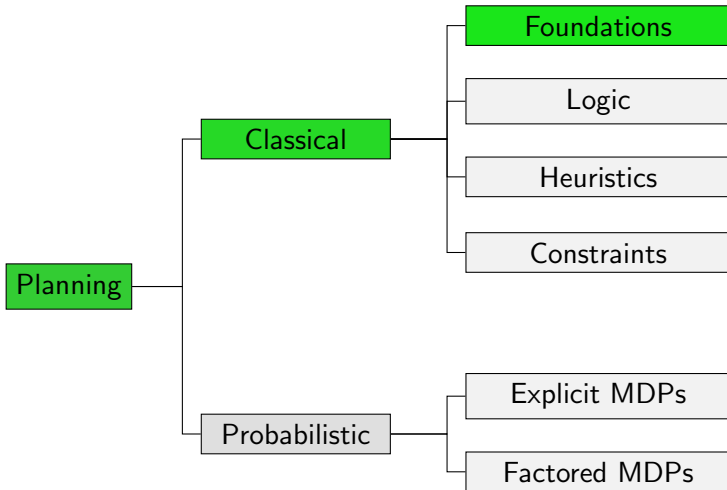 Foundations
Logic
Classical
Heuristics
Constraints
Planning
Explicit MDPs
Probabilistic
Factored MDPs